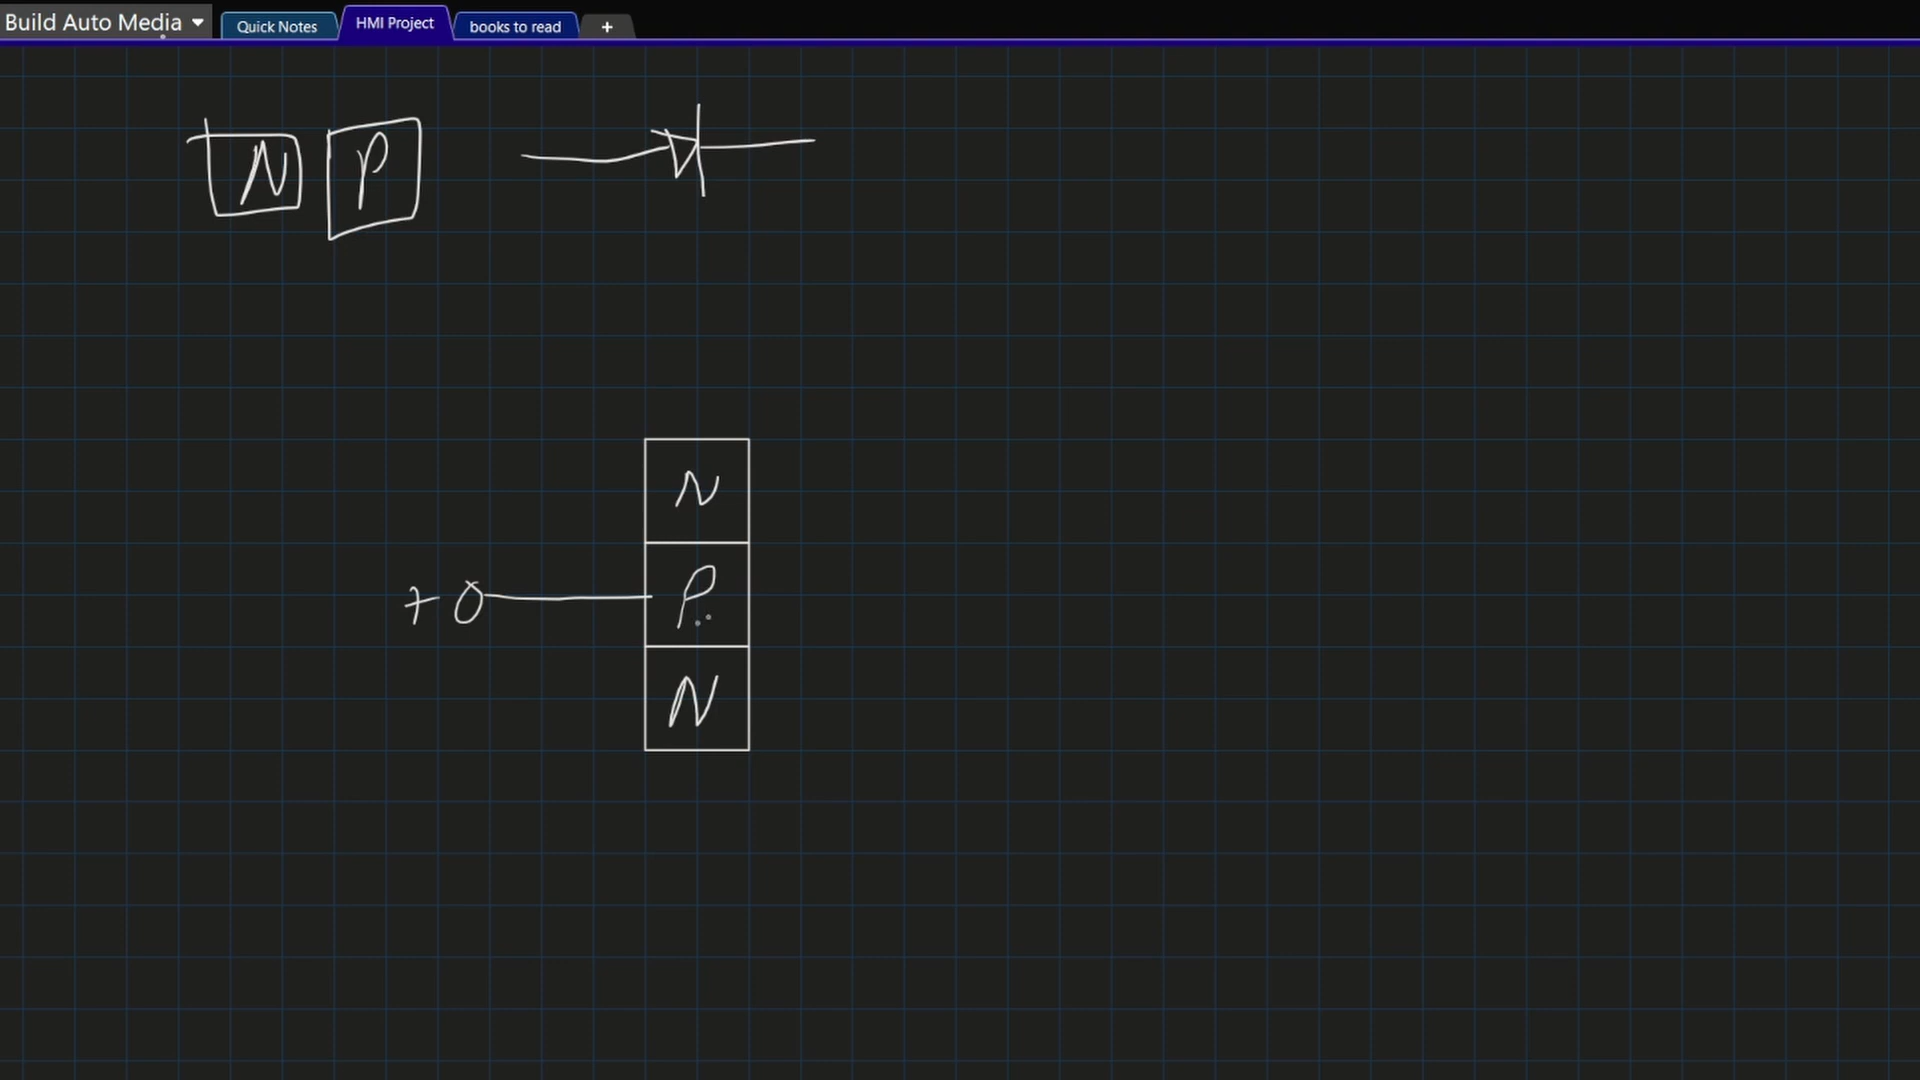 Build Auto Media
Quick Notes
HMI Project
books to read
+
N P
N
+ O P
N